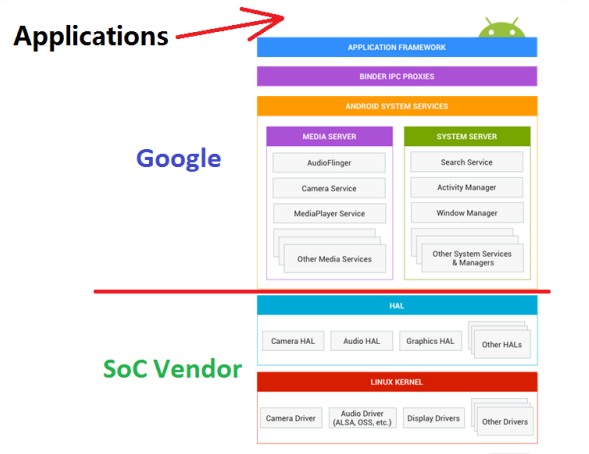 Applications
APPLICATION FRAMEWORK
BINDER IPC PROXIES
ANDROID SYSTEM SERVICES
Google
MEDIA SERVER
AudioFlinger
Camera Service
MediaPlayer Service
Other Media Services
SYSTEM SERVER
Search Service
Activity Manager
Window Manager
Other System Services
& Managers
SoC Vendor
HAL
Camera HAL
Audio HAL
Graphics HAL
Other HALs
LINUX KERNEL
Camera Driver
Audio Driver
(ALSA, OSS, etc.)
Display Drivers
Other Drivers